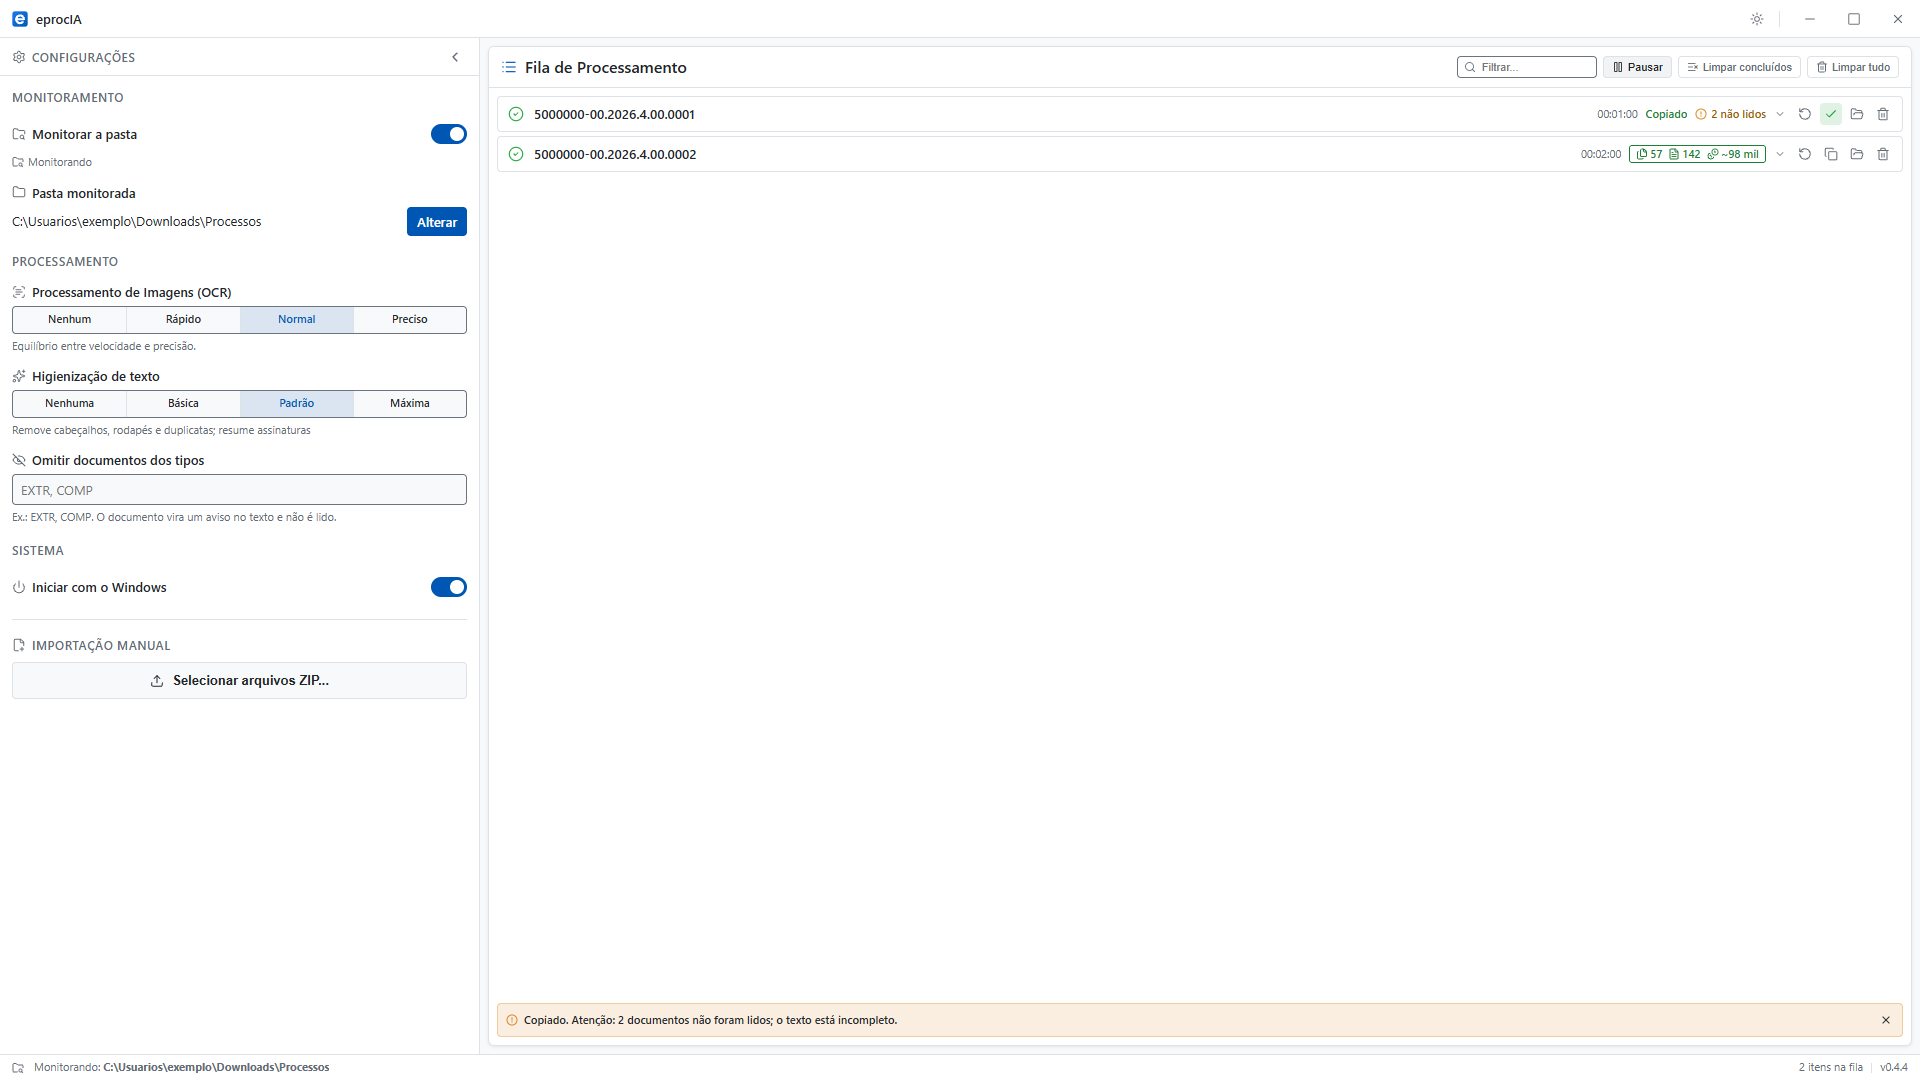 eprocIA
CONFIGURAÇÕES
MONITORAMENTO
Monitorar a pasta
Monitorando
Pasta monitorada
C:\Usuarios\exemplo\Downloads\Processos
Alterar
PROCESSAMENTO
Processamento de Imagens (OCR)
Nenhum Rápido Normal Preciso
Equilíbrio entre velocidade e precisão.
Higienização de texto
Nenhuma Básica Padrão Máxima
Remove cabeçalhos, rodapés e duplicatas; resume assinaturas
Omitir documentos dos tipos
EXTR, COMP
Ex.: EXTR, COMP. O documento vira um aviso no texto e não é lido.
SISTEMA
Iniciar com o Windows
IMPORTAÇÃO MANUAL
Selecionar arquivos ZIP...
Fila de Processamento
Filtrar...
Pausar
Limpar concluídos
Limpar tudo
5000000-00.2026.4.00.0001 00:01:00 Copiado 2 não lidos
5000000-00.2026.4.00.0002 00:02:00 57 142 ~98 mil
Copiado. Atenção: 2 documentos não foram lidos; o texto está incompleto.
Monitorando: C:\Usuarios\exemplo\Downloads\Processos
2 itens na fila v0.4.4